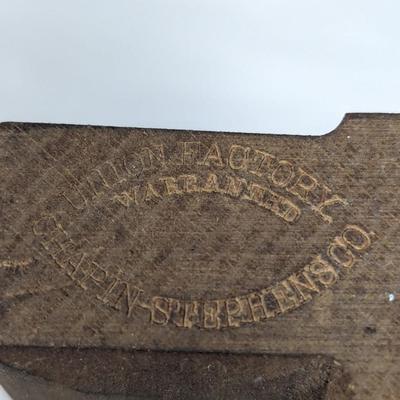 UNION FACTORY
WARRANTED
CHAPIN-STEPHENS CO.